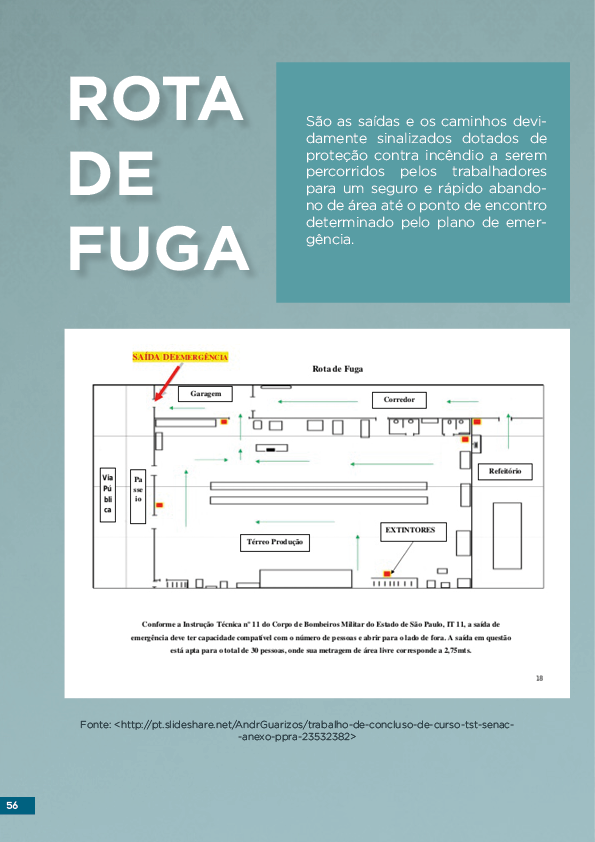 ROTA
DE
FUGA
São as saídas e os caminhos devi-
damente sinalizados dotados de
proteção contra incêndio a serem
percorridos pelos trabalhadores
para um seguro e rápido abando-
no de área até o ponto de encontro
determinado pelo plano de emer-
gência.
SAÍDA DE EMERGÊNCIA
Rota de Fuga
Garagem
Corredor
Refeitório
Via
Pú
bli
ca
Pa
sse
io
EXTINTORES
Térreo Produção
Conforme a Instrução Técnica nº 11 do Corpo de Bombeiros Militar do Estado de São Paulo, IT 11, a saída de
emergência deve ter capacidade compatível com o número de pessoas e abrir para o lado de fora. A saída em questão
está apta para o total de 30 pessoas, onde sua metragem de área livre corresponde a 2,75mts.
18
Fonte: <http://pt.slideshare.net/AndrGuarizos/trabalho-de-concluso-de-curso-tst-senac-
-anexo-ppra-23532382>
56